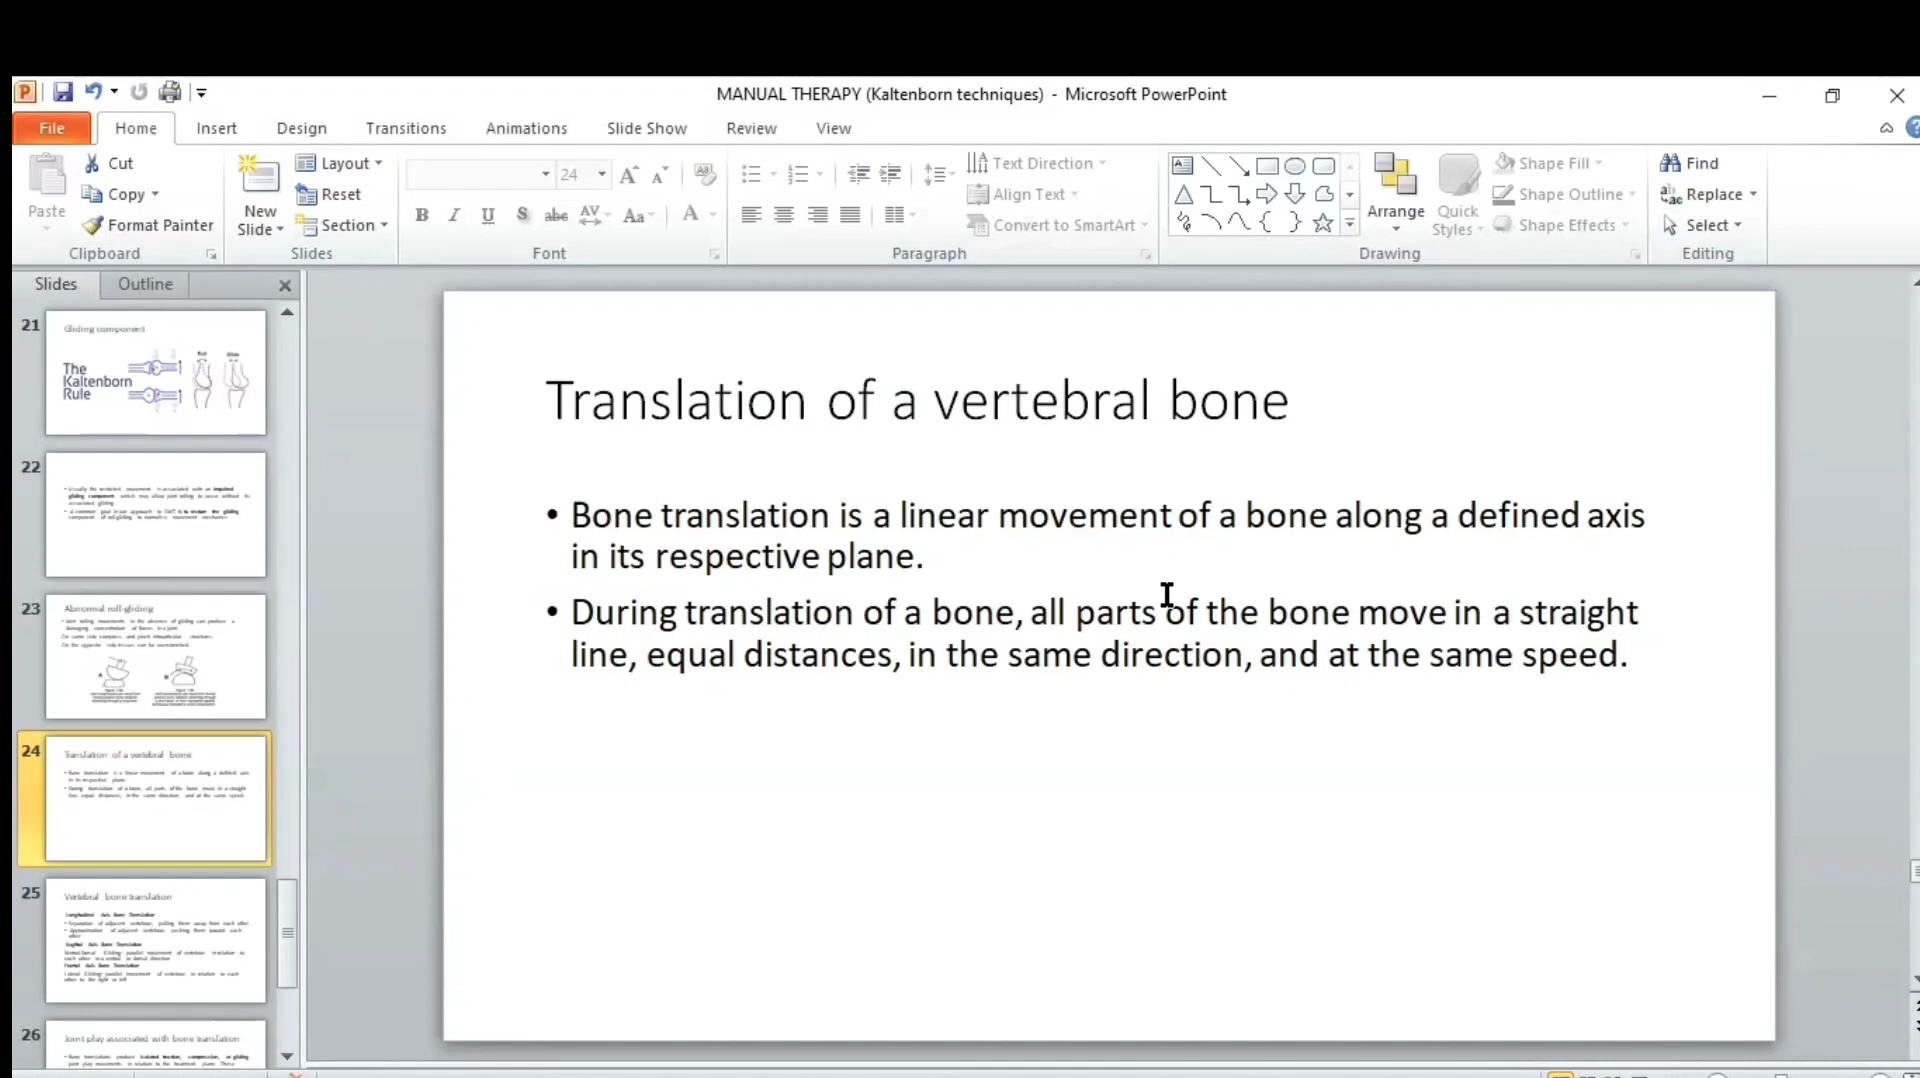 MANUAL THERAPY (Kaltenborn techniques) - Microsoft PowerPoint
File Home Insert Design Transitions Animations Slide Show Review View
Paste
Cut
Copy
Format Painter
Clipboard
New Slide
Layout
Reset
Section
Slides
24
Font
Text Direction
Align Text
Convert to SmartArt
Paragraph
Arrange
Quick Styles
Shape Fill
Shape Outline
Shape Effects
Drawing
Find
Replace
Select
Editing
Slides Outline
21
Gliding component
The
Kaltenborn
Rule
22
23
Abnormal roll-gliding
24
Translation of a vertebral bone
25
Vertebral bone translation
Longitudinal Axis Bone Translation
26
Joint play associated with bone translation
Translation of a vertebral bone
• Bone translation is a linear movement of a bone along a defined axis
in its respective plane.
• During translation of a bone, all parts of the bone move in a straight
line, equal distances, in the same direction, and at the same speed.